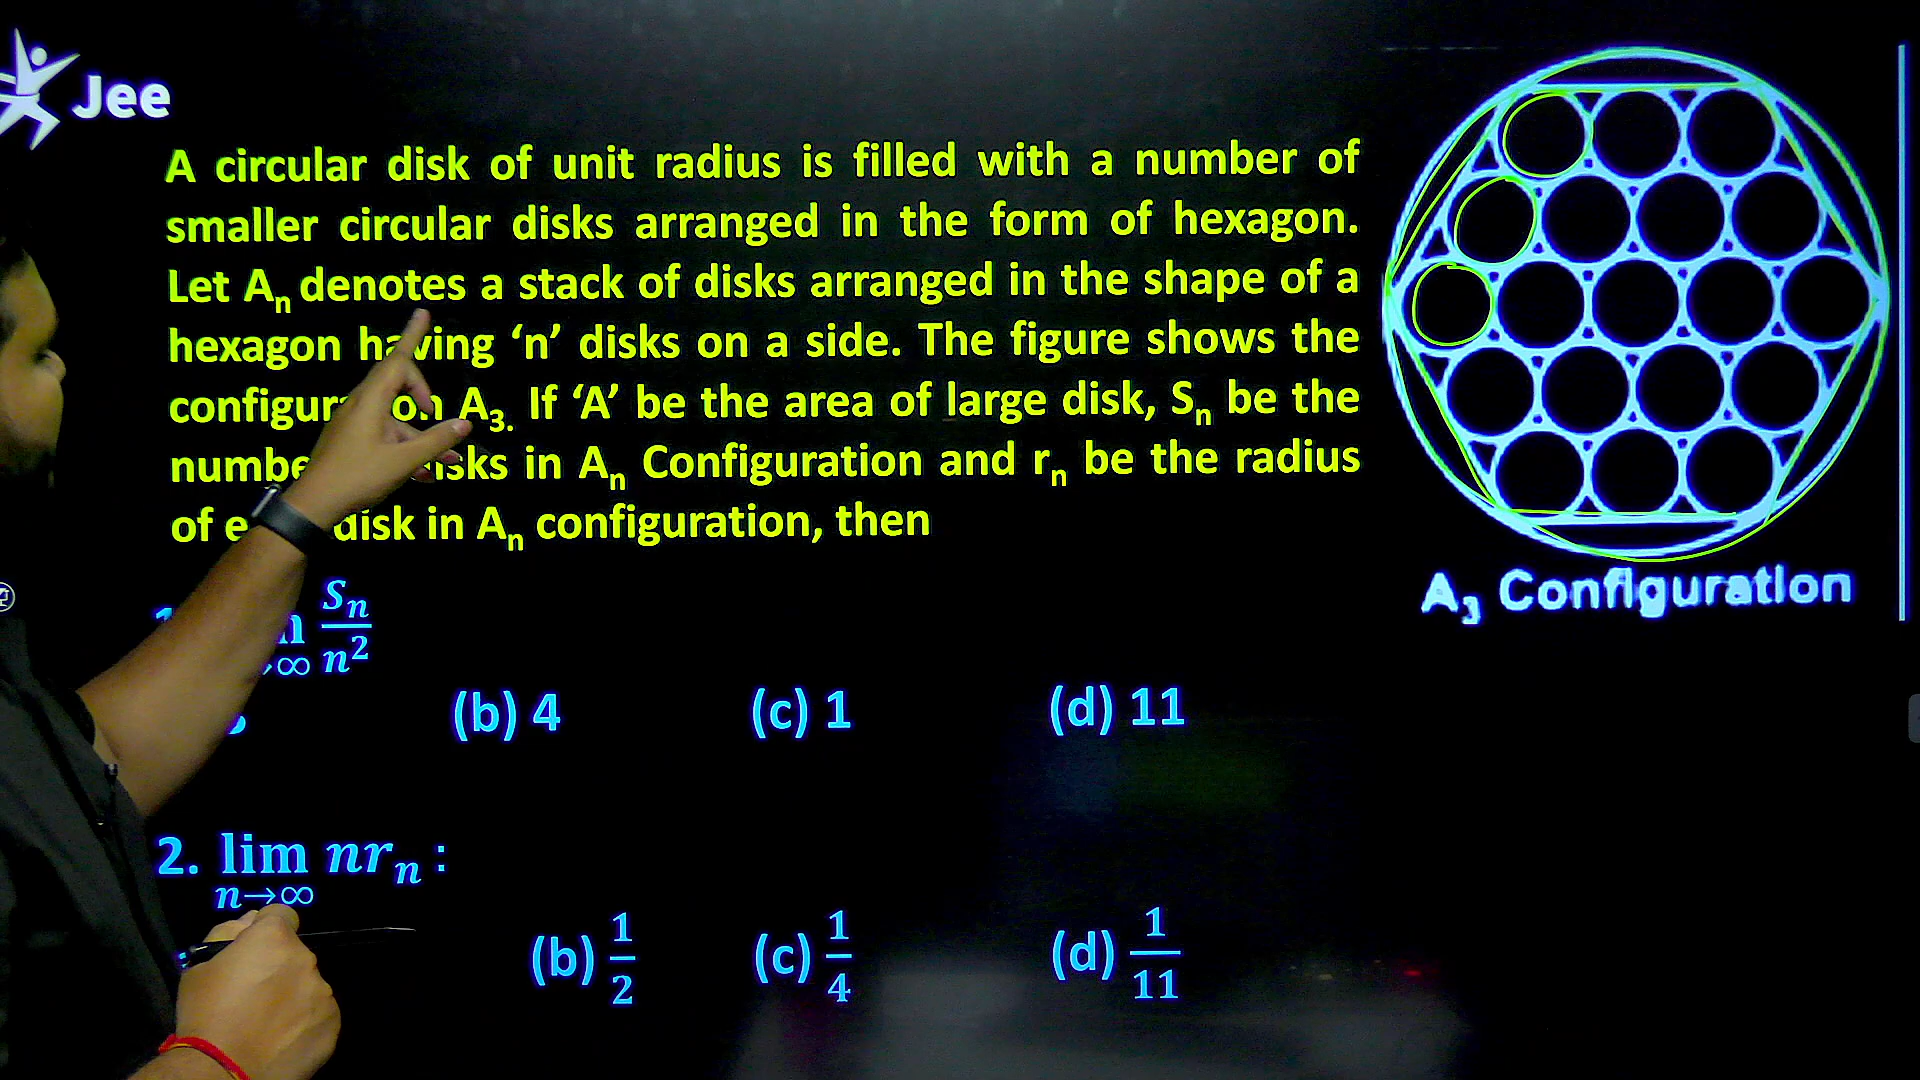 Jee
A circular disk of unit radius is filled with a number of
smaller circular disks arranged in the form of hexagon.
Let Aₙ denotes a stack of disks arranged in the shape of a
hexagon having ‘n’ disks on a side. The figure shows the
A₃. If ‘A’ be the area of large disk, Sₙ be the
in Aₙ Configuration and rₙ be the radius
of disk in Aₙ configuration, then
A₃ Configuration
∞ Sₙ/n²
(b) 4 (c) 1 (d) 11
2. lim n→∞ nrₙ :
(b) 1/2 (c) 1/4 (d) 1/11